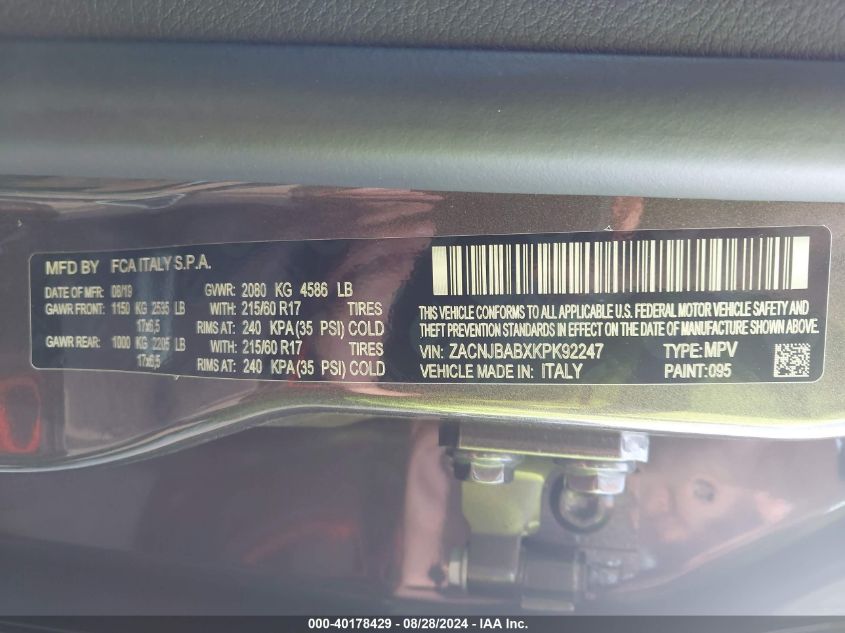 MFD BY FCA ITALY S.P.A.
DATE OF MFR: 08/19 GVWR: 2080 KG 4586 LB
GAWR FRONT: 1150 KG 2535 LB WITH: 215/60 R17 TIRES
17x6,5 RIMS AT: 240 KPA(35 PSI) COLD
GAWR REAR: 1000 KG 2205 LB WITH: 215/60 R17 TIRES
17x6,5 RIMS AT: 240 KPA(35 PSI) COLD
THIS VEHICLE CONFORMS TO ALL APPLICABLE U.S. FEDERAL MOTOR VEHICLE SAFETY AND
THEFT PREVENTION STANDARDS IN EFFECT ON THE DATE OF MANUFACTURE SHOWN ABOVE.
VIN: ZACNJBABXKPK92247 TYPE: MPV
VEHICLE MADE IN: ITALY PAINT: 095
000-40178429 - 08/28/2024 - IAA Inc.